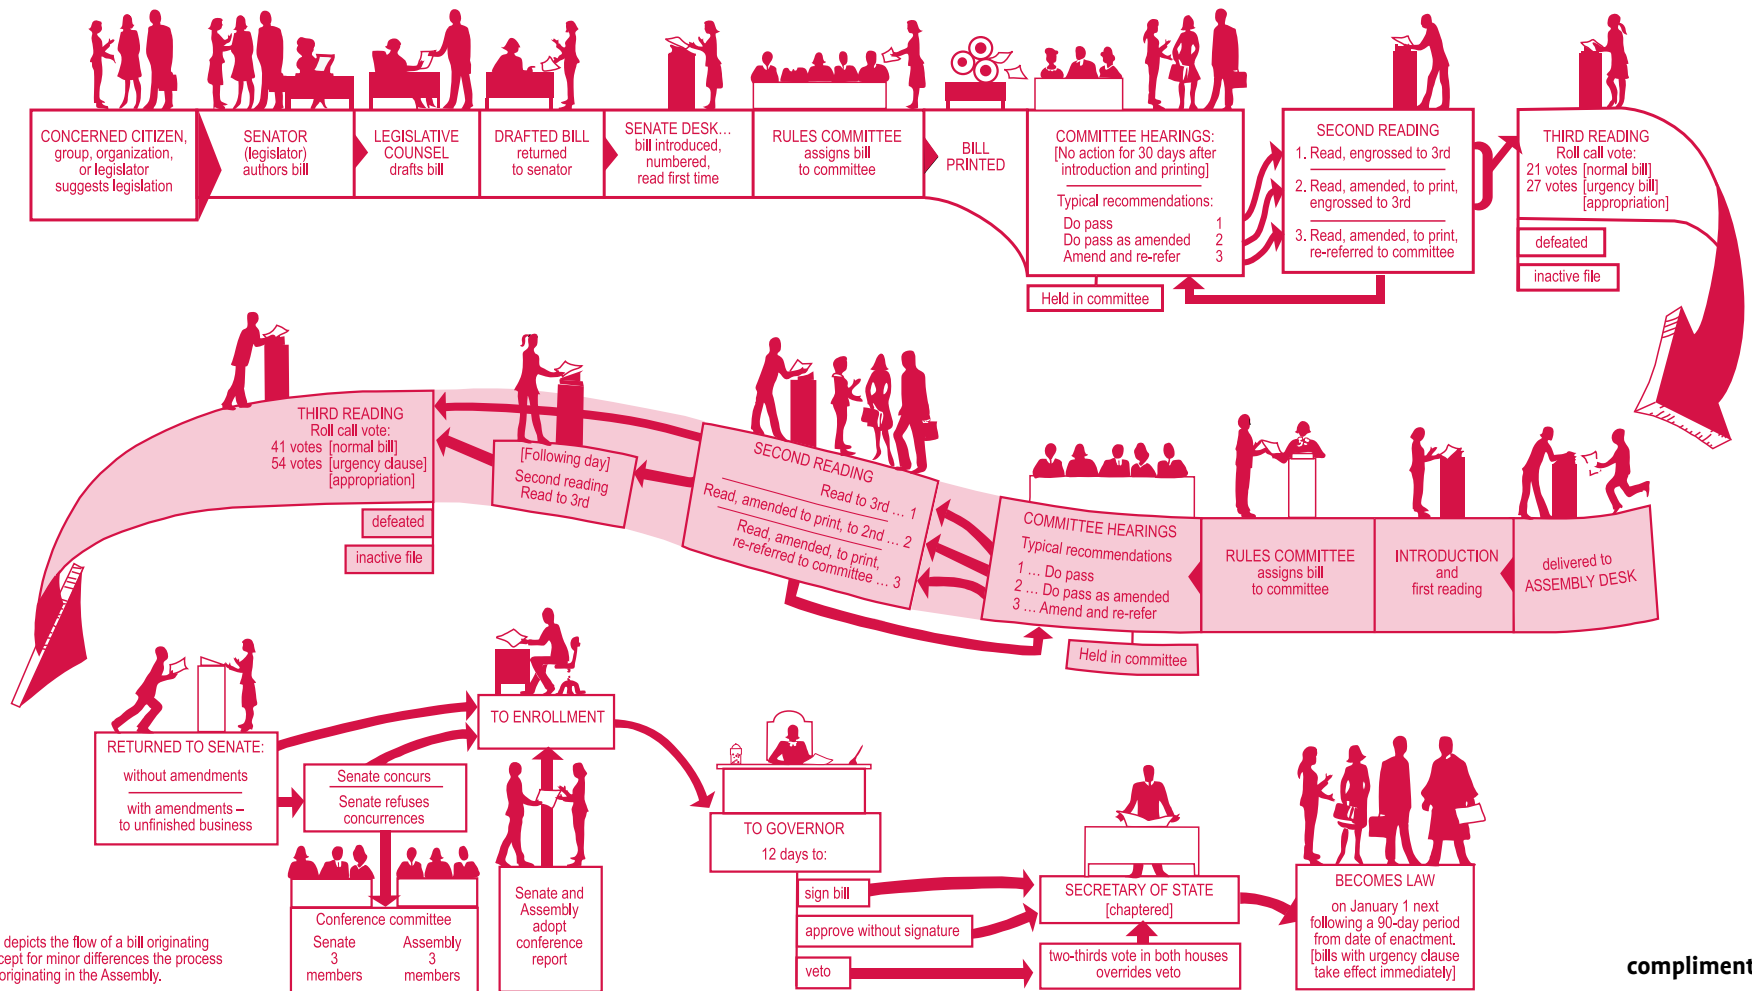 CONCERNED CITIZEN,
group, organization,
or legislator
suggests legislation
SENATOR
(legislator)
authors bill
LEGISLATIVE
COUNSEL
drafts bill
DRAFTED BILL
returned
to senator
SENATE DESK...
bill introduced,
numbered,
read first time
RULES COMMITTEE
assigns bill
to committee
BILL
PRINTED
COMMITTEE HEARINGS:
[No action for 30 days after
introduction and printing]
Typical recommendations:
Do pass 1
Do pass as amended 2
Amend and re-refer 3
Held in committee
SECOND READING
1. Read, engrossed to 3rd
2. Read, amended, to print,
engrossed to 3rd
3. Read, amended, to print,
re-referred to committee
THIRD READING
Roll call vote:
21 votes [normal bill]
27 votes [urgency bill]
[appropriation]
defeated
inactive file
delivered to
ASSEMBLY DESK
INTRODUCTION
and
first reading
RULES COMMITTEE
assigns bill
to committee
COMMITTEE HEARINGS
Typical recommendations
1 ... Do pass
2 ... Do pass as amended
3 ... Amend and re-refer
Held in committee
SECOND READING
Read to 3rd ... 1
Read, amended to print, to 2nd ... 2
Read, amended, to print,
re-referred to committee ... 3
[Following day]
Second reading
Read to 3rd
THIRD READING
Roll call vote:
41 votes [normal bill]
54 votes [urgency clause]
[appropriation]
defeated
inactive file
RETURNED TO SENATE:
without amendments
with amendments –
to unfinished business
Senate concurs
Senate refuses
concurrences
Conference committee
Senate Assembly
3 3
members members
Senate and
Assembly
adopt
conference
report
TO ENROLLMENT
TO GOVERNOR
12 days to:
sign bill
approve without signature
veto
SECRETARY OF STATE
[chaptered]
two-thirds vote in both houses
overrides veto
BECOMES LAW
on January 1 next
following a 90-day period
from date of enactment.
[bills with urgency clause
take effect immediately]
depicts the flow of a bill originating
cept for minor differences the process
originating in the Assembly.
compliment